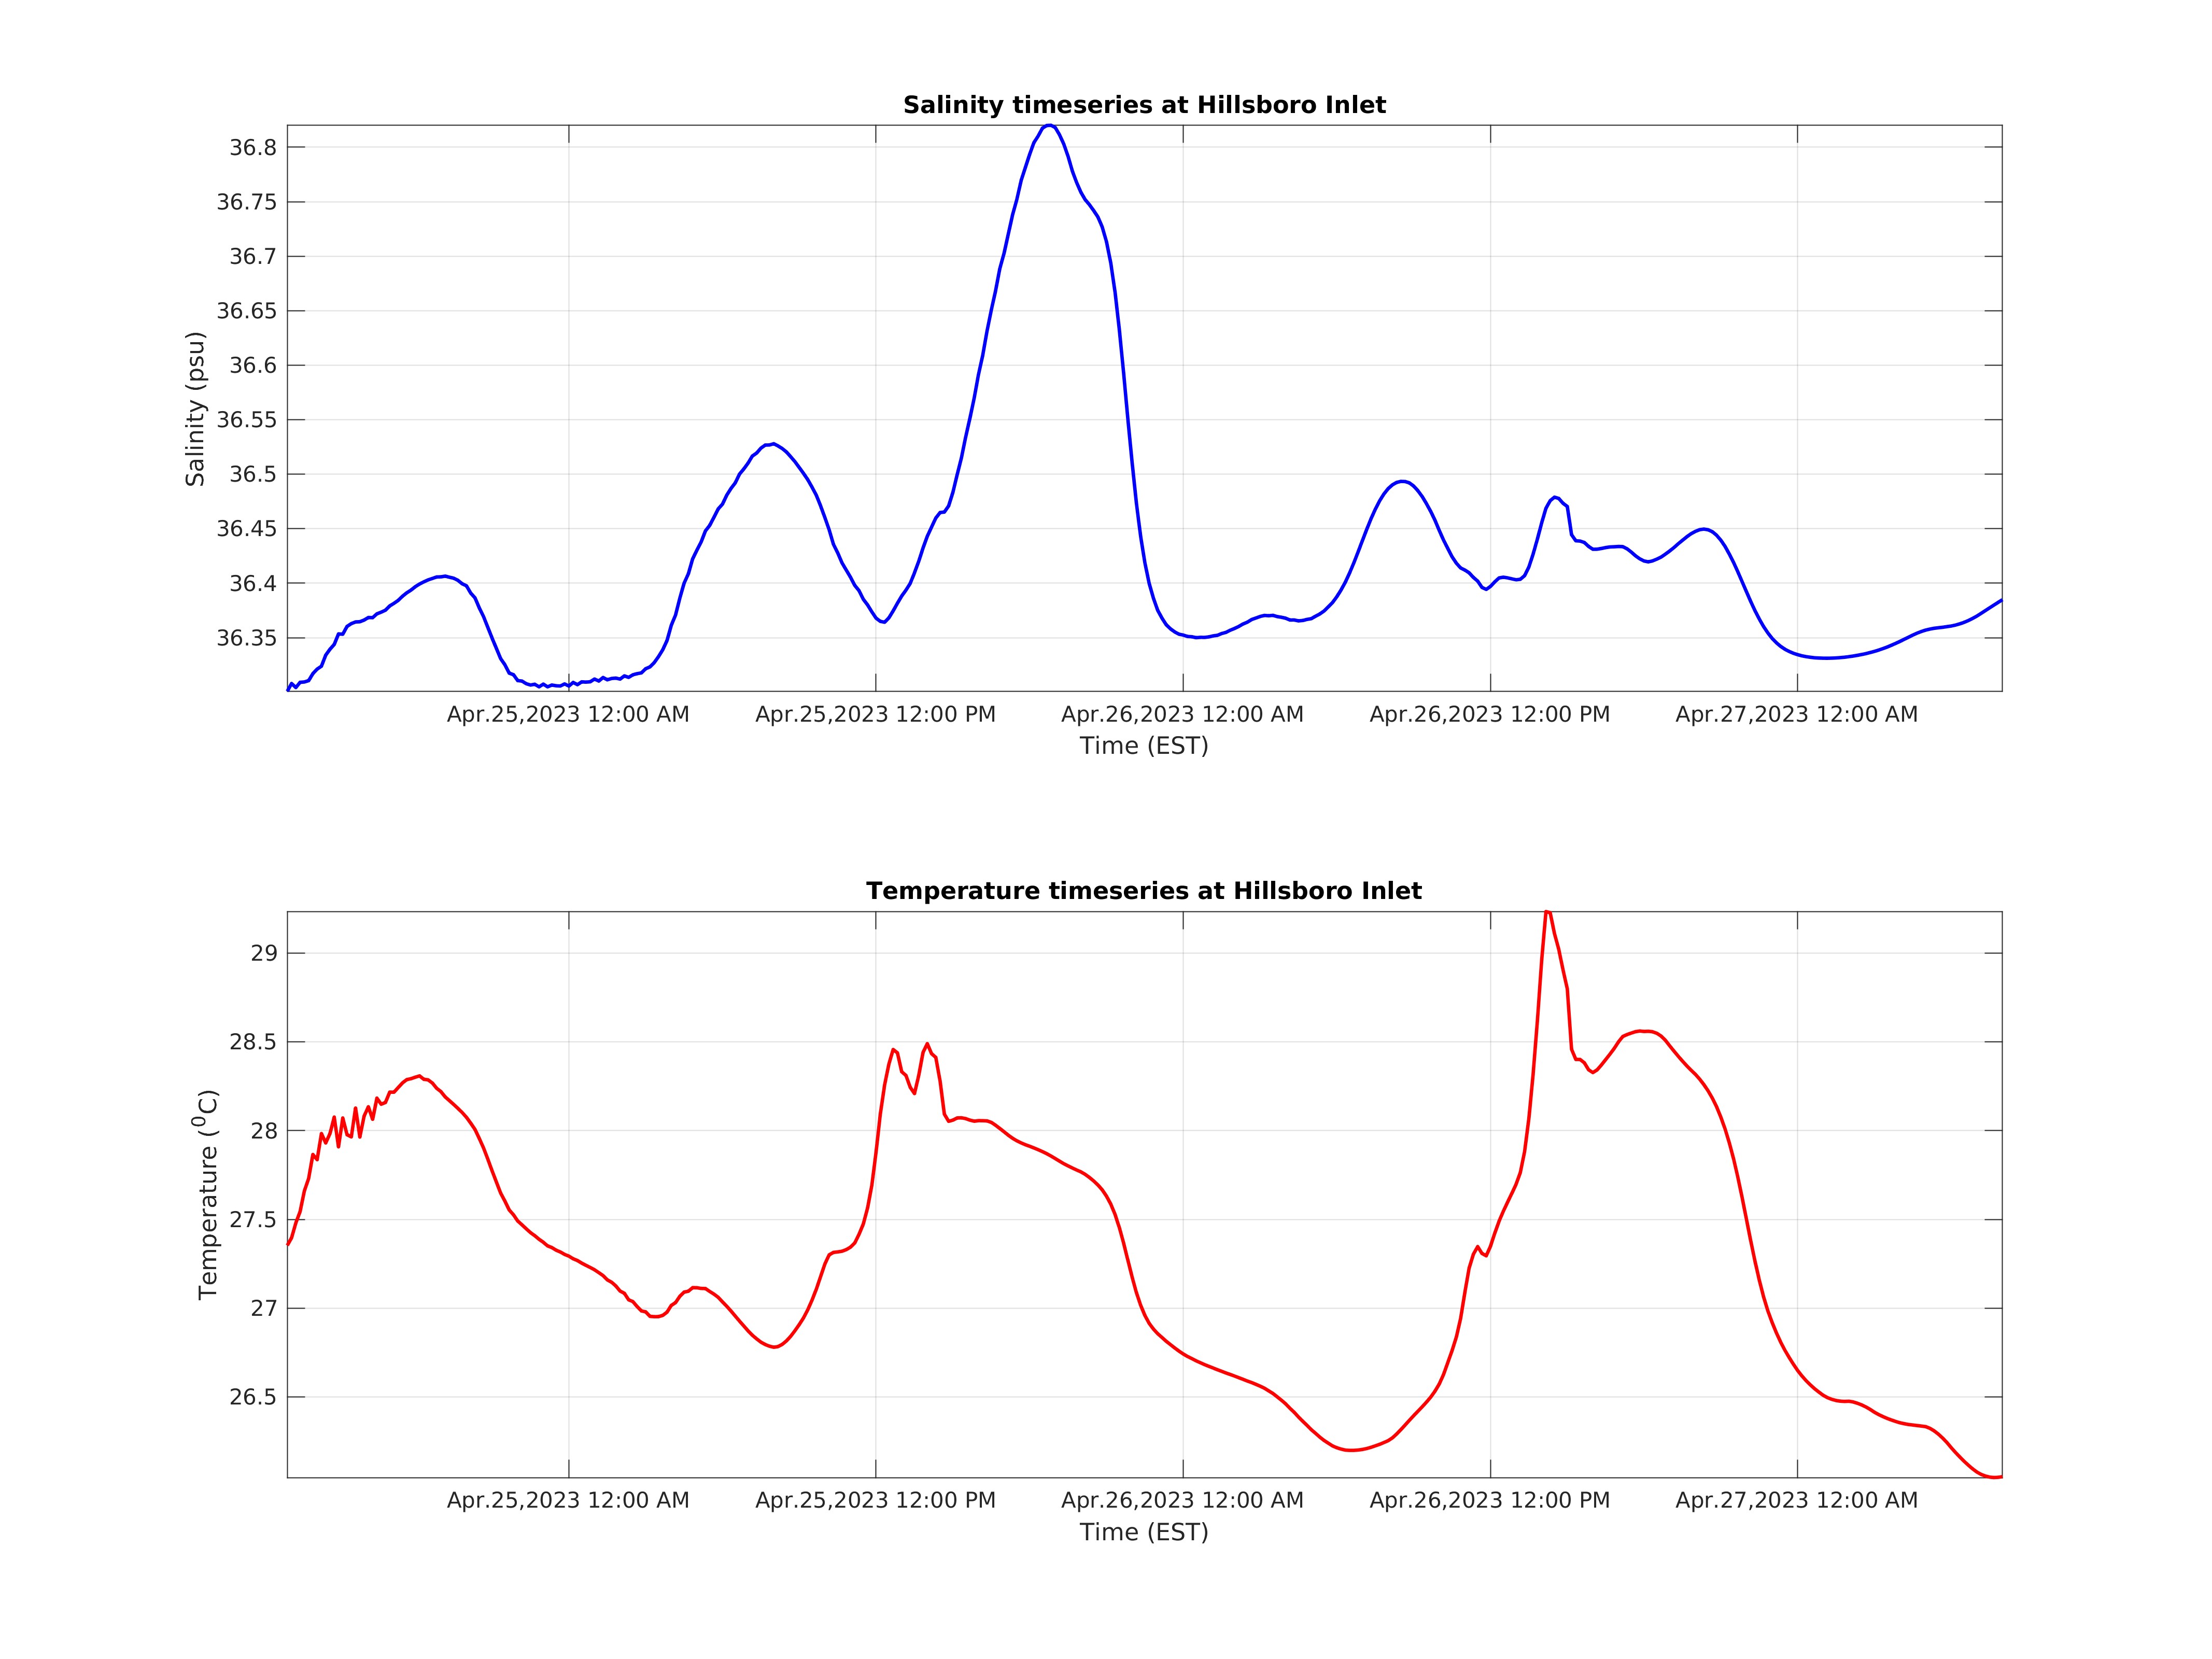 Salinity timeseries at Hillsboro Inlet
36.8
36.75
36.7
36.65
36.6
36.55
36.5
36.45
36.4
36.35
Salinity (psu)
Apr.25,2023 12:00 AM Apr.25,2023 12:00 PM Apr.26,2023 12:00 AM Apr.26,2023 12:00 PM Apr.27,2023 12:00 AM
Time (EST)
Temperature timeseries at Hillsboro Inlet
29
28.5
28
27.5
27
26.5
Temperature (⁰C)
Apr.25,2023 12:00 AM Apr.25,2023 12:00 PM Apr.26,2023 12:00 AM Apr.26,2023 12:00 PM Apr.27,2023 12:00 AM
Time (EST)